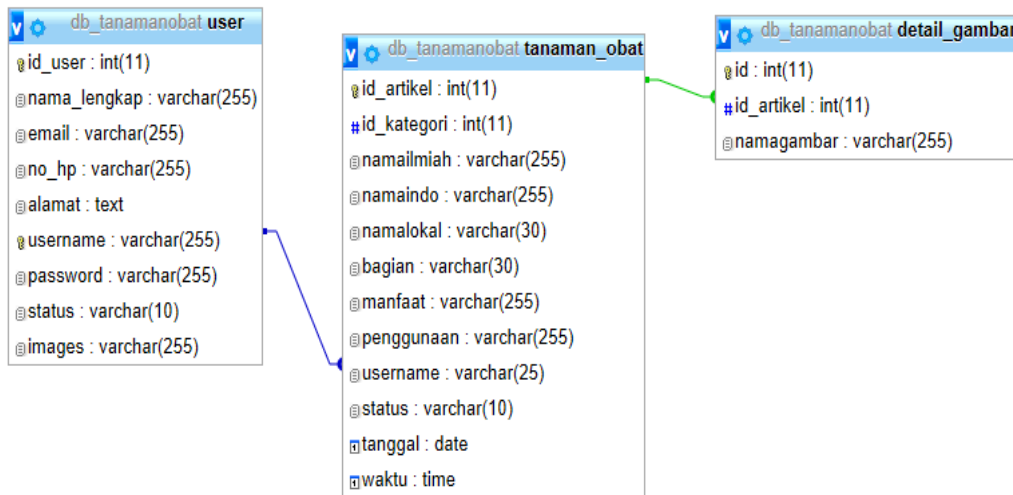 v db_tanamanobat user
id_user : int(11)
nama_lengkap : varchar(255)
email : varchar(255)
no_hp : varchar(255)
alamat : text
username : varchar(255)
password : varchar(255)
status : varchar(10)
images : varchar(255)
v db_tanamanobat tanaman_obat
id_artikel : int(11)
#id_kategori : int(11)
namailmiah : varchar(255)
namaindo : varchar(255)
namalokal : varchar(30)
bagian : varchar(30)
manfaat : varchar(255)
penggunaan : varchar(255)
username : varchar(25)
status : varchar(10)
tanggal : date
waktu : time
v db_tanamanobat detail_gambar
id : int(11)
#id_artikel : int(11)
namagambar : varchar(255)